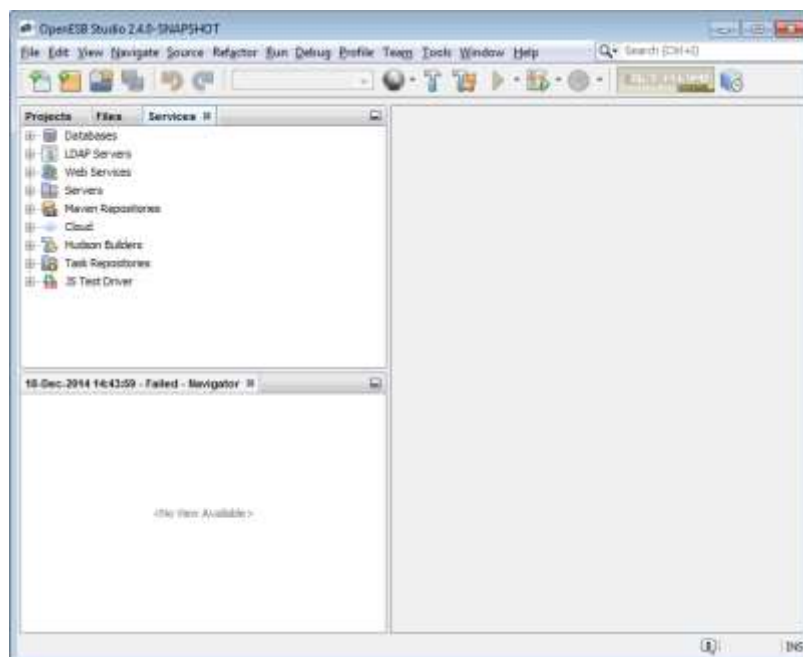 OpenESB Studio 2.4.0-SNAPSHOT
File Edit View Navigate Source Refactor Run Debug Profile Team Tools Window Help Search (Ctrl+I)
Projects Files Services
Databases
LDAP Servers
Web Services
Servers
Maven Repositories
Cloud
Hudson Builders
Task Repositories
JS Test Driver
18-Dec-2014 14:43:59 - Failed - Navigator
<No View Available>
INS